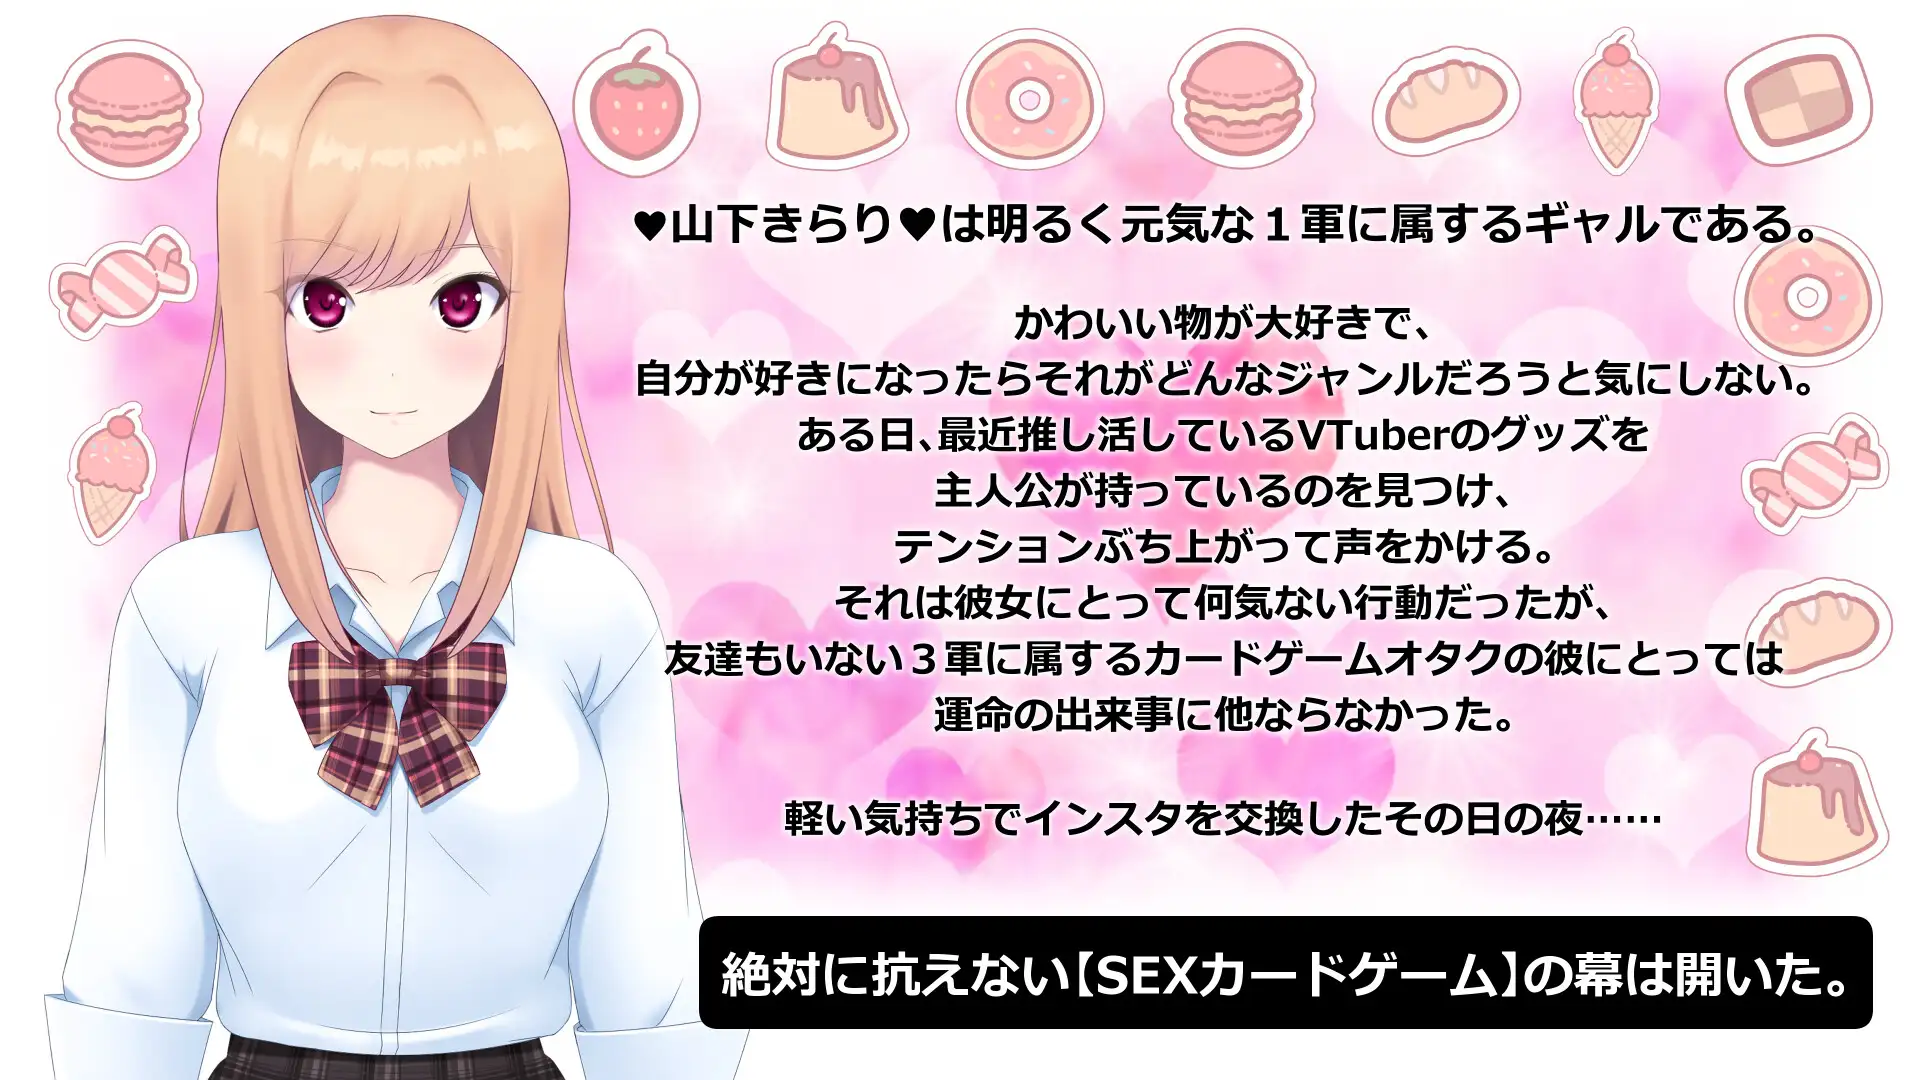 ♥山下きらり♥は明るく元気な１軍に属するギャルである。
かわいい物が大好きで、
自分が好きになったらそれがどんなジャンルだろうと気にしない。
ある日、最近推し活しているVTuberのグッズを
主人公が持っているのを見つけ、
テンションぶち上がって声をかける。
それは彼女にとって何気ない行動だったが、
友達もいない３軍に属するカードゲームオタクの彼にとっては
運命の出来事に他ならなかった。
軽い気持ちでインスタを交換したその日の夜……
絶対に抗えない【SEXカードゲーム】の幕は開いた。